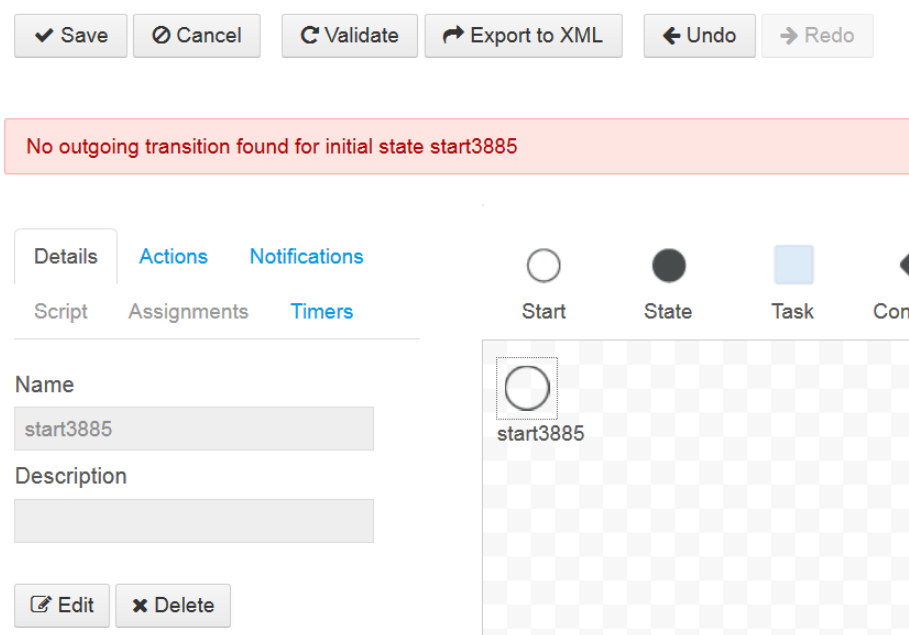 Save Cancel Validate Export to XML Undo Redo
No outgoing transition found for initial state start3885
Details Actions Notifications
Script Assignments Timers
Start State Task Con
Name
start3885
start3885
Description
Edit Delete